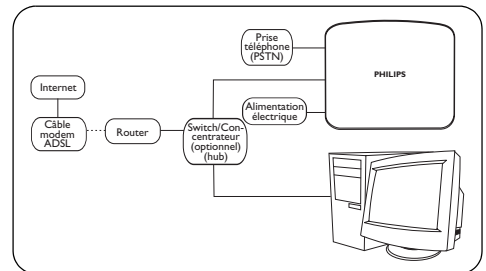 Prise
téléphone
(PSTN)
PHILIPS
Internet
Alimentation
électrique
Câble
modem
ADSL
Router
Switch/Con-
centrateur
(optionnel)
(hub)